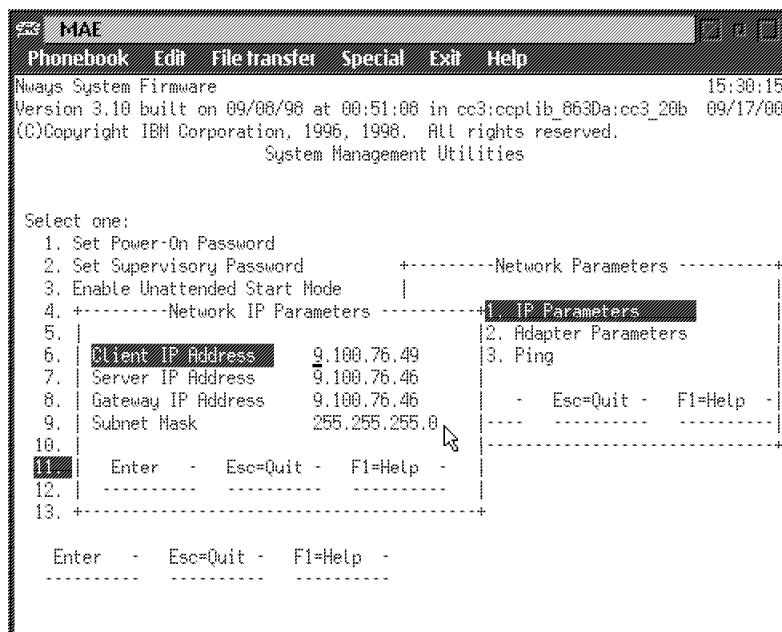 MAE
Phonebook Edit File transfer Special Exit Help
Nways System Firmware 15:30:15
Version 3.10 built on 09/08/98 at 00:51:08 in cc3:ccplib_863Da:cc3_20b 09/17/00
(C)Copyright IBM Corporation, 1996, 1998. All rights reserved.
System Management Utilities
Select one:
1. Set Power-On Password
2. Set Supervisory Password +---------Network Parameters ----------+
3. Enable Unattended Start Mode | |
4. +---------Network IP Parameters ----------+1. IP Parameters
5. | |2. Adapter Parameters |
6. | Client IP Address 9.100.76.49 |3. Ping |
7. | Server IP Address 9.100.76.46 | |
8. | Gateway IP Address 9.100.76.46 | - Esc=Quit - F1=Help -|
9. | Subnet Mask 255.255.255.0 |---- ---------- ----------|
10. | |-----------------------------+
11. | Enter - Esc=Quit - F1=Help - |
12. | ---------- ---------- ---------- |
13. +-----------------------------------------+
Enter - Esc=Quit - F1=Help -
---------- ---------- ----------